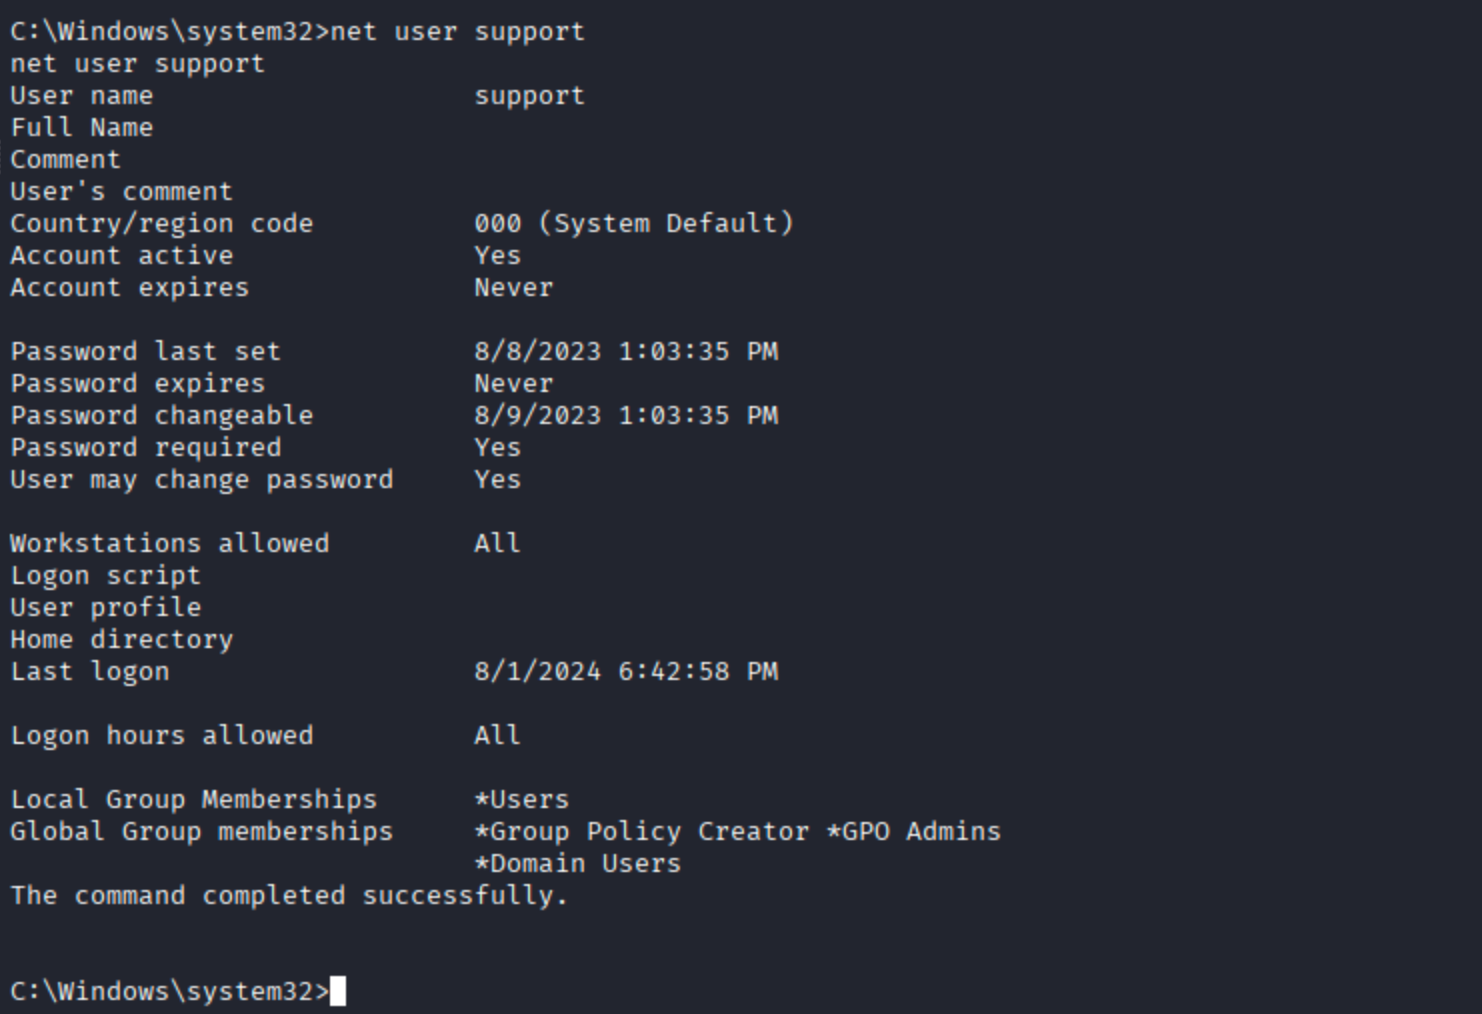 C:\Windows\system32>net user support
net user support
User name                    support
Full Name
Comment
User's comment
Country/region code          000 (System Default)
Account active               Yes
Account expires              Never

Password last set            8/8/2023 1:03:35 PM
Password expires             Never
Password changeable          8/9/2023 1:03:35 PM
Password required            Yes
User may change password     Yes

Workstations allowed         All
Logon script
User profile
Home directory
Last logon                   8/1/2024 6:42:58 PM

Logon hours allowed          All

Local Group Memberships      *Users
Global Group memberships     *Group Policy Creator *GPO Admins
                             *Domain Users
The command completed successfully.


C:\Windows\system32>